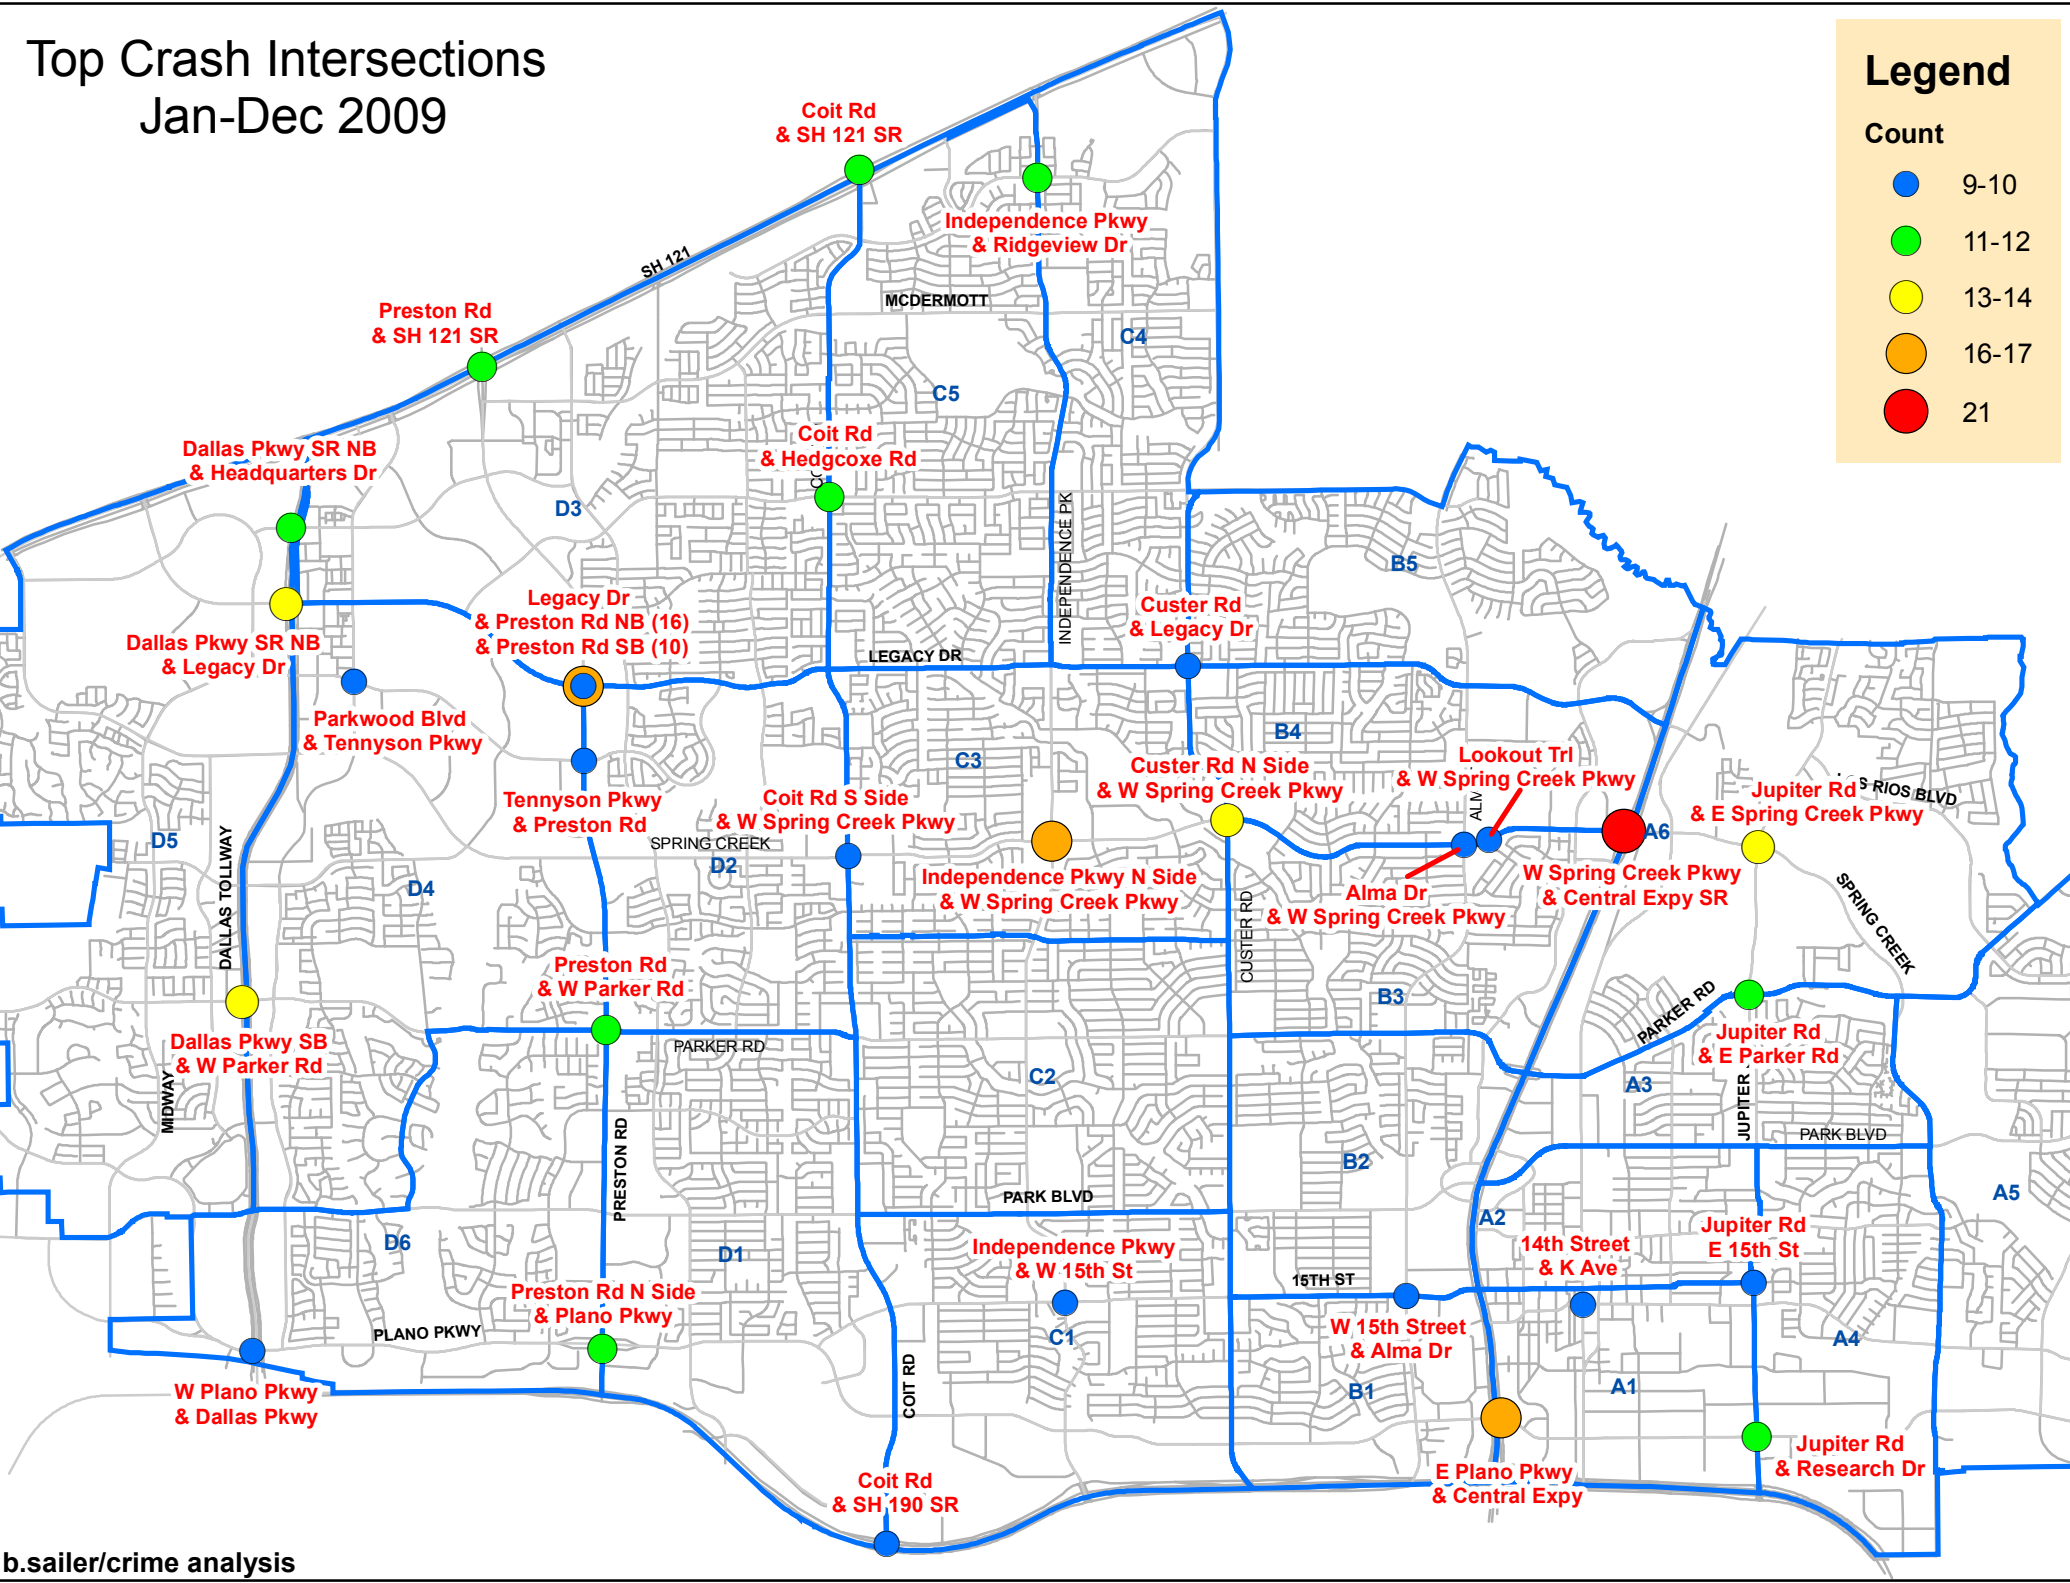 Top Crash Intersections
Jan-Dec 2009
Legend
Count
9-10
11-12
13-14
16-17
21
Coit Rd
& SH 121 SR
Independence Pkwy
& Ridgeview Dr
SH 121
MCDERMOTT
Preston Rd
& SH 121 SR
C4
C5
Coit Rd
& Hedgcoxe Rd
CO
Dallas Pkwy SR NB
& Headquarters Dr
D3
INDEPENDENCE PK
B5
Legacy Dr
& Preston Rd NB (16)
& Preston Rd SB (10)
Custer Rd
& Legacy Dr
Dallas Pkwy SR NB
& Legacy Dr
LEGACY DR
Parkwood Blvd
& Tennyson Pkwy
B4
C3
Lookout Trl
& W Spring Creek Pkwy
Custer Rd N Side
& W Spring Creek Pkwy
ALM
Jupiter Rd
& E Spring Creek Pkwy
OS RIOS BLVD
Tennyson Pkwy
& Preston Rd
Coit Rd S Side
& W Spring Creek Pkwy
SPRING CREEK
D2
D5
A6
DALLAS TOLLWAY
D4
Independence Pkwy N Side
& W Spring Creek Pkwy
W Spring Creek Pkwy
& Central Expy SR
Alma Dr
& W Spring Creek Pkwy
SPRING CREEK
CUSTER RD
Preston Rd
& W Parker Rd
B3
PARKER RD
Dallas Pkwy SB
& W Parker Rd
PARKER RD
Jupiter Rd
& E Parker Rd
C2
A3
MIDWAY
JUPITER
PARK BLVD
PRESTON RD
B2
PARK BLVD
A5
A2
D6
D1
Independence Pkwy
& W 15th St
14th Street
& K Ave
Jupiter Rd
E 15th St
15TH ST
Preston Rd N Side
& Plano Pkwy
PLANO PKWY
C1
W 15th Street
& Alma Dr
A4
COIT RD
B1
A1
W Plano Pkwy
& Dallas Pkwy
Jupiter Rd
& Research Dr
Coit Rd
& SH 190 SR
E Plano Pkwy
& Central Expy
b.sailer/crime analysis